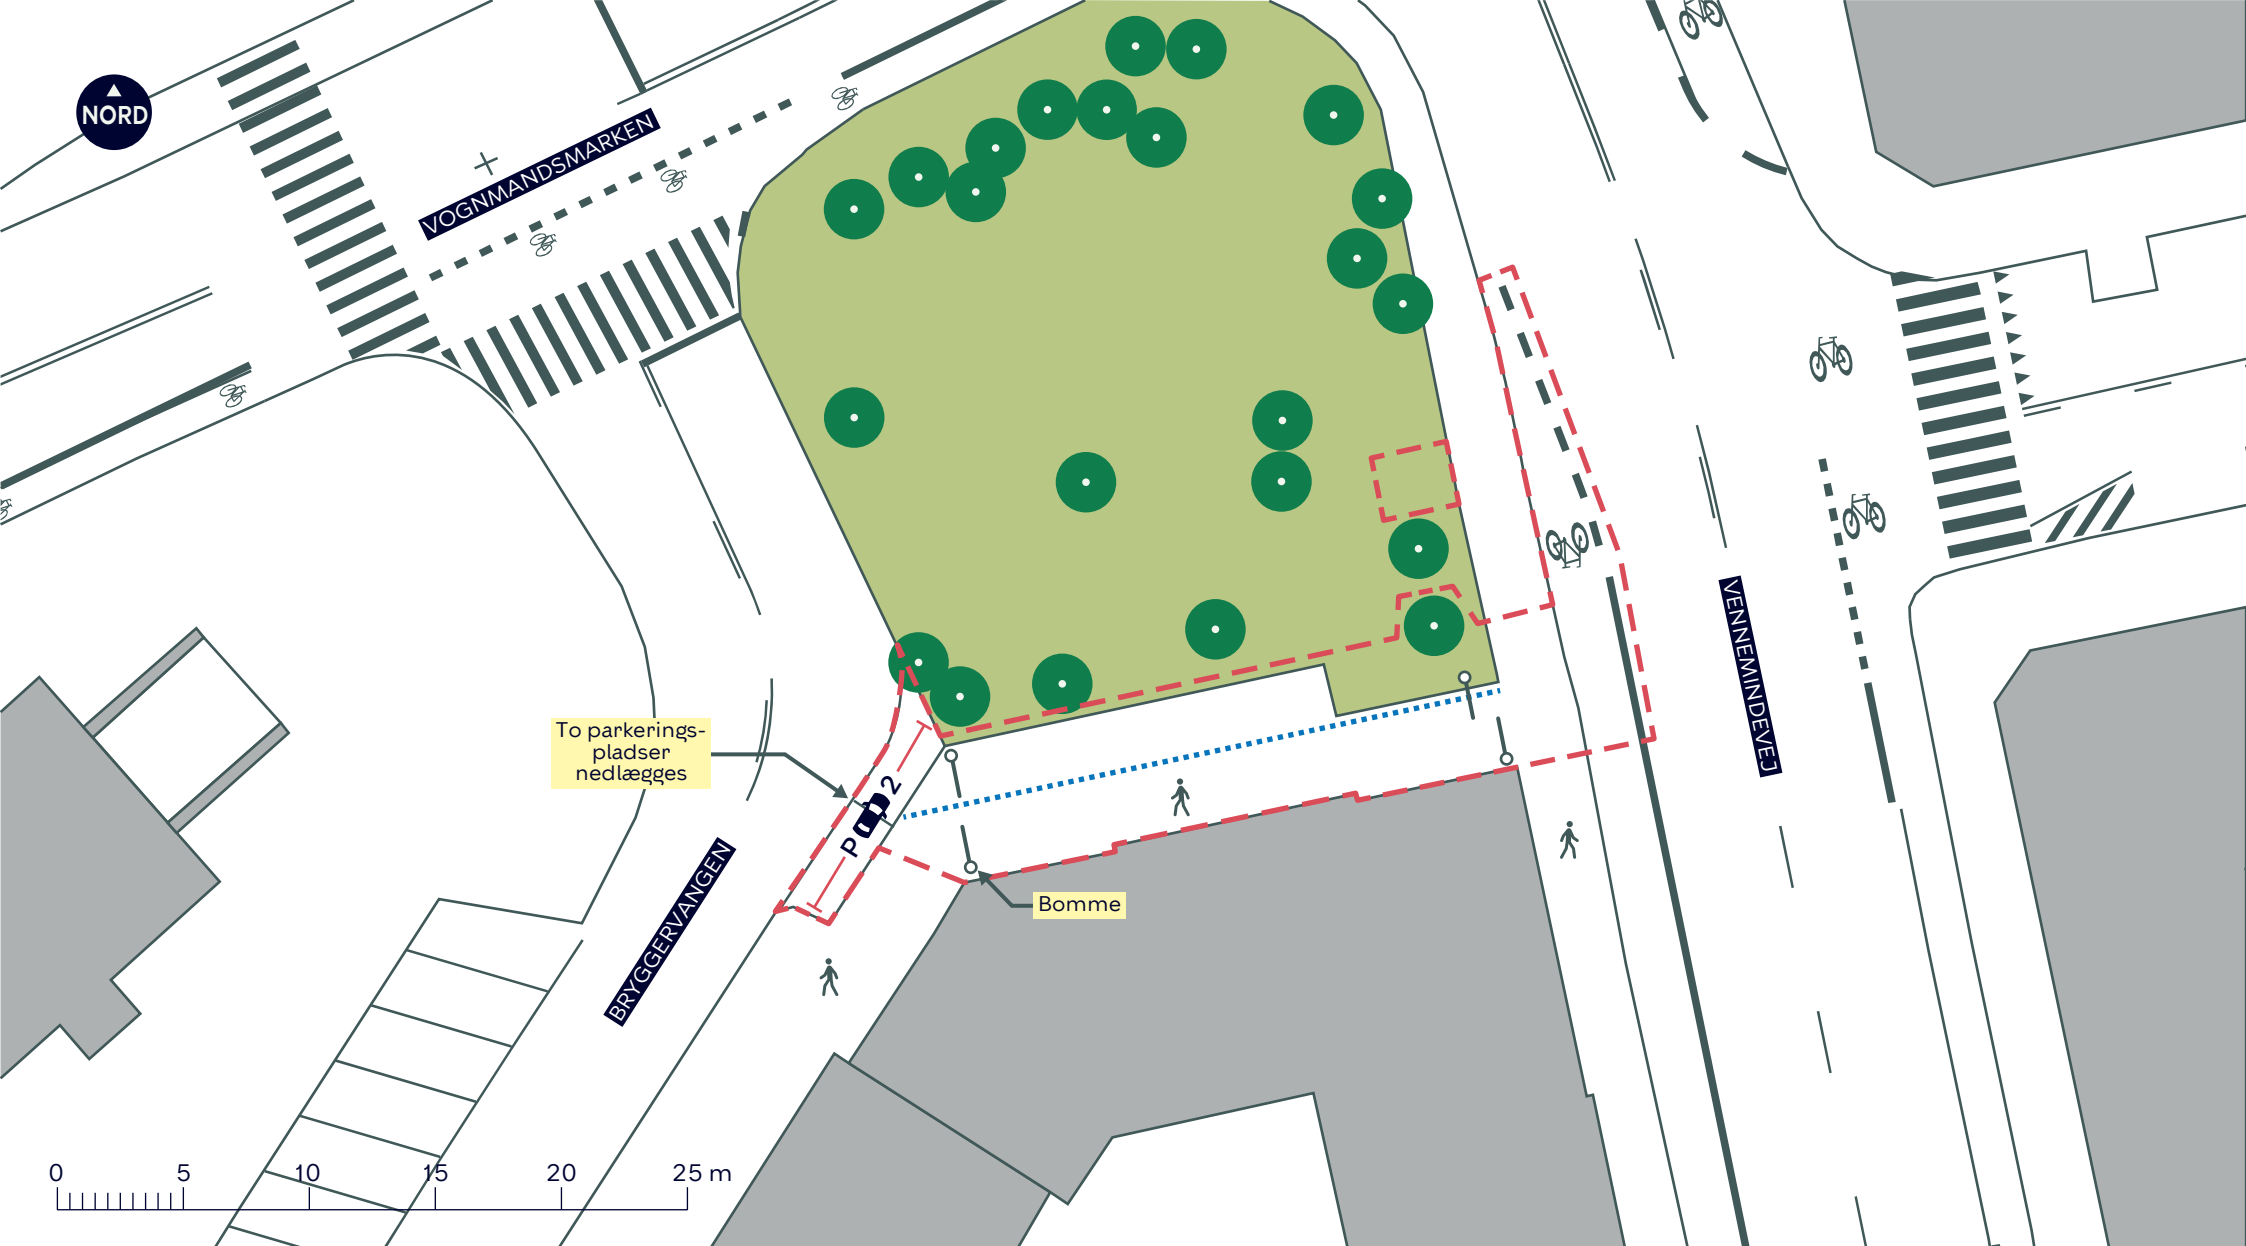 NORD
VOGNMANDSMARKEN
VENNEMINDEVEJ
To parkerings-
pladser
nedlægges
P 2
BRYGGERVANGEN
Bomme
0 5 10 15 20 25 m